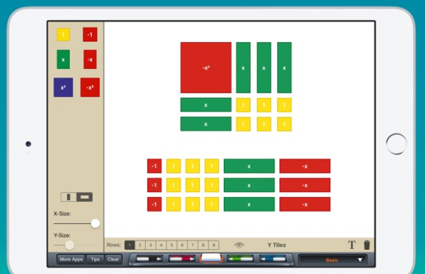 1 -1
x -x
x² -x²
-x² x x x
x 1 1 1
x 1 1 1
-1 1 1 1 x -x
-1 1 1 1 x -x
-1 1 1 1 x -x
X-Size:
Y-Size:
Rows: 1 2 3 4 5 6 7 8 9 Y Tiles T
More Apps Tips Clear Basic